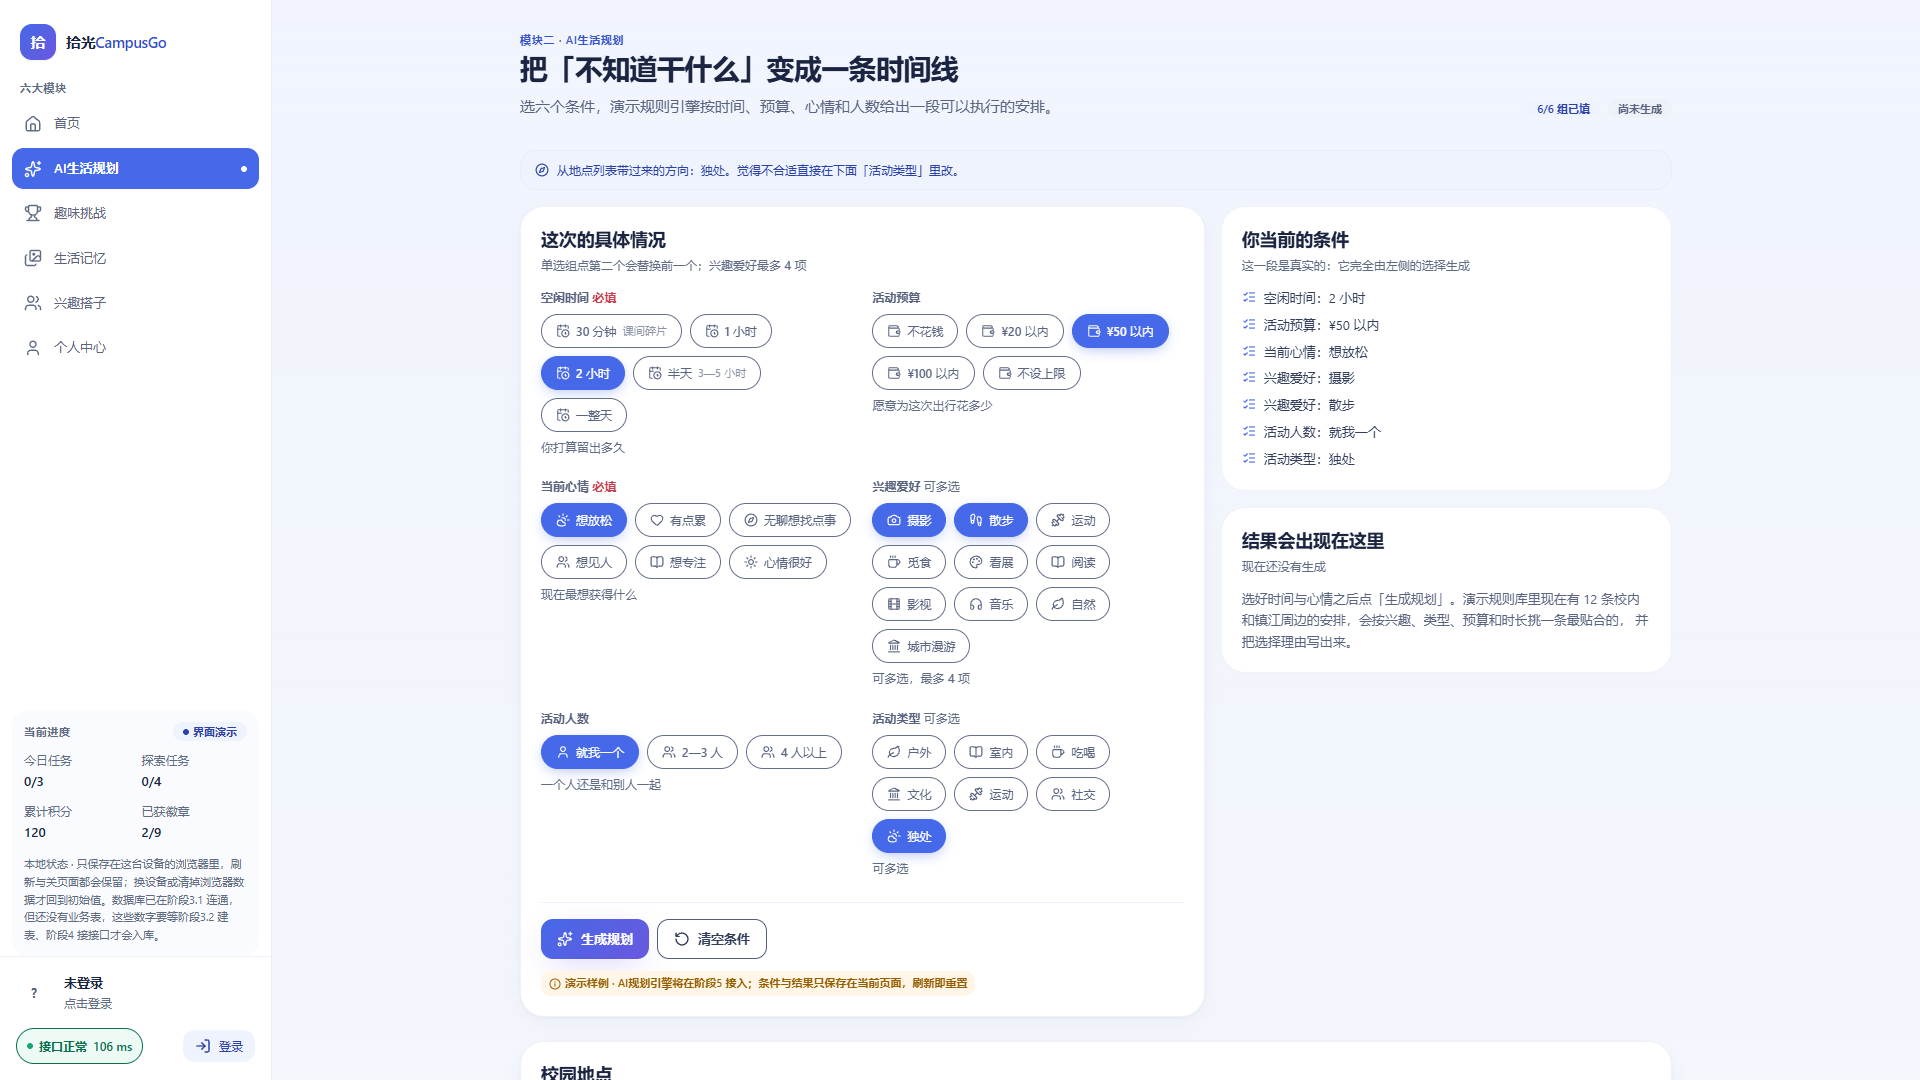 拾 拾光CampusGo
六大模块
首页
AI生活规划
趣味挑战
生活记忆
兴趣搭子
个人中心
当前进度 界面演示
今日任务 探索任务
0/3 0/4
累计积分 已获徽章
120 2/9
本地状态 · 只保存在这台设备的浏览器里，刷
新与关页面都会保留；换设备或清掉浏览器数
据才回到初始值。数据库已在阶段3.1 连通，
但还没有业务表，这些数字要等阶段3.2 建
表、阶段4 接接口才会入库。
? 未登录
点击登录
接口正常 106 ms 登录
模块二 · AI生活规划
把「不知道干什么」变成一条时间线
选六个条件，演示规则引擎按时间、预算、心情和人数给出一段可以执行的安排。
6/6 组已填 尚未生成
从地点列表带过来的方向：独处。觉得不合适直接在下面「活动类型」里改。
这次的具体情况
单选组点第二个会替换前一个；兴趣爱好最多 4 项
空闲时间 必填
30 分钟 课间碎片 1 小时
2 小时 半天 3—5 小时
一整天
你打算留出多久
活动预算
不花钱 ¥20 以内 ¥50 以内
¥100 以内 不设上限
愿意为这次出行花多少
当前心情 必填
想放松 有点累 无聊想找点事
想见人 想专注 心情很好
现在最想获得什么
兴趣爱好 可多选
摄影 散步 运动
觅食 看展 阅读
影视 音乐 自然
城市漫游
可多选，最多 4 项
活动人数
就我一个 2—3 人 4 人以上
一个人还是和别人一起
活动类型 可多选
户外 室内 吃喝
文化 运动 社交
独处
可多选
生成规划 清空条件
演示样例 · AI规划引擎将在阶段5 接入；条件与结果只保存在当前页面，刷新即重置
你当前的条件
这一段是真实的：它完全由左侧的选择生成
空闲时间：2 小时
活动预算：¥50 以内
当前心情：想放松
兴趣爱好：摄影
兴趣爱好：散步
活动人数：就我一个
活动类型：独处
结果会出现在这里
现在还没有生成
选好时间与心情之后点「生成规划」。演示规则库里现在有 12 条校内
和镇江周边的安排，会按兴趣、类型、预算和时长挑一条最贴合的， 并
把选择理由写出来。
校园地点